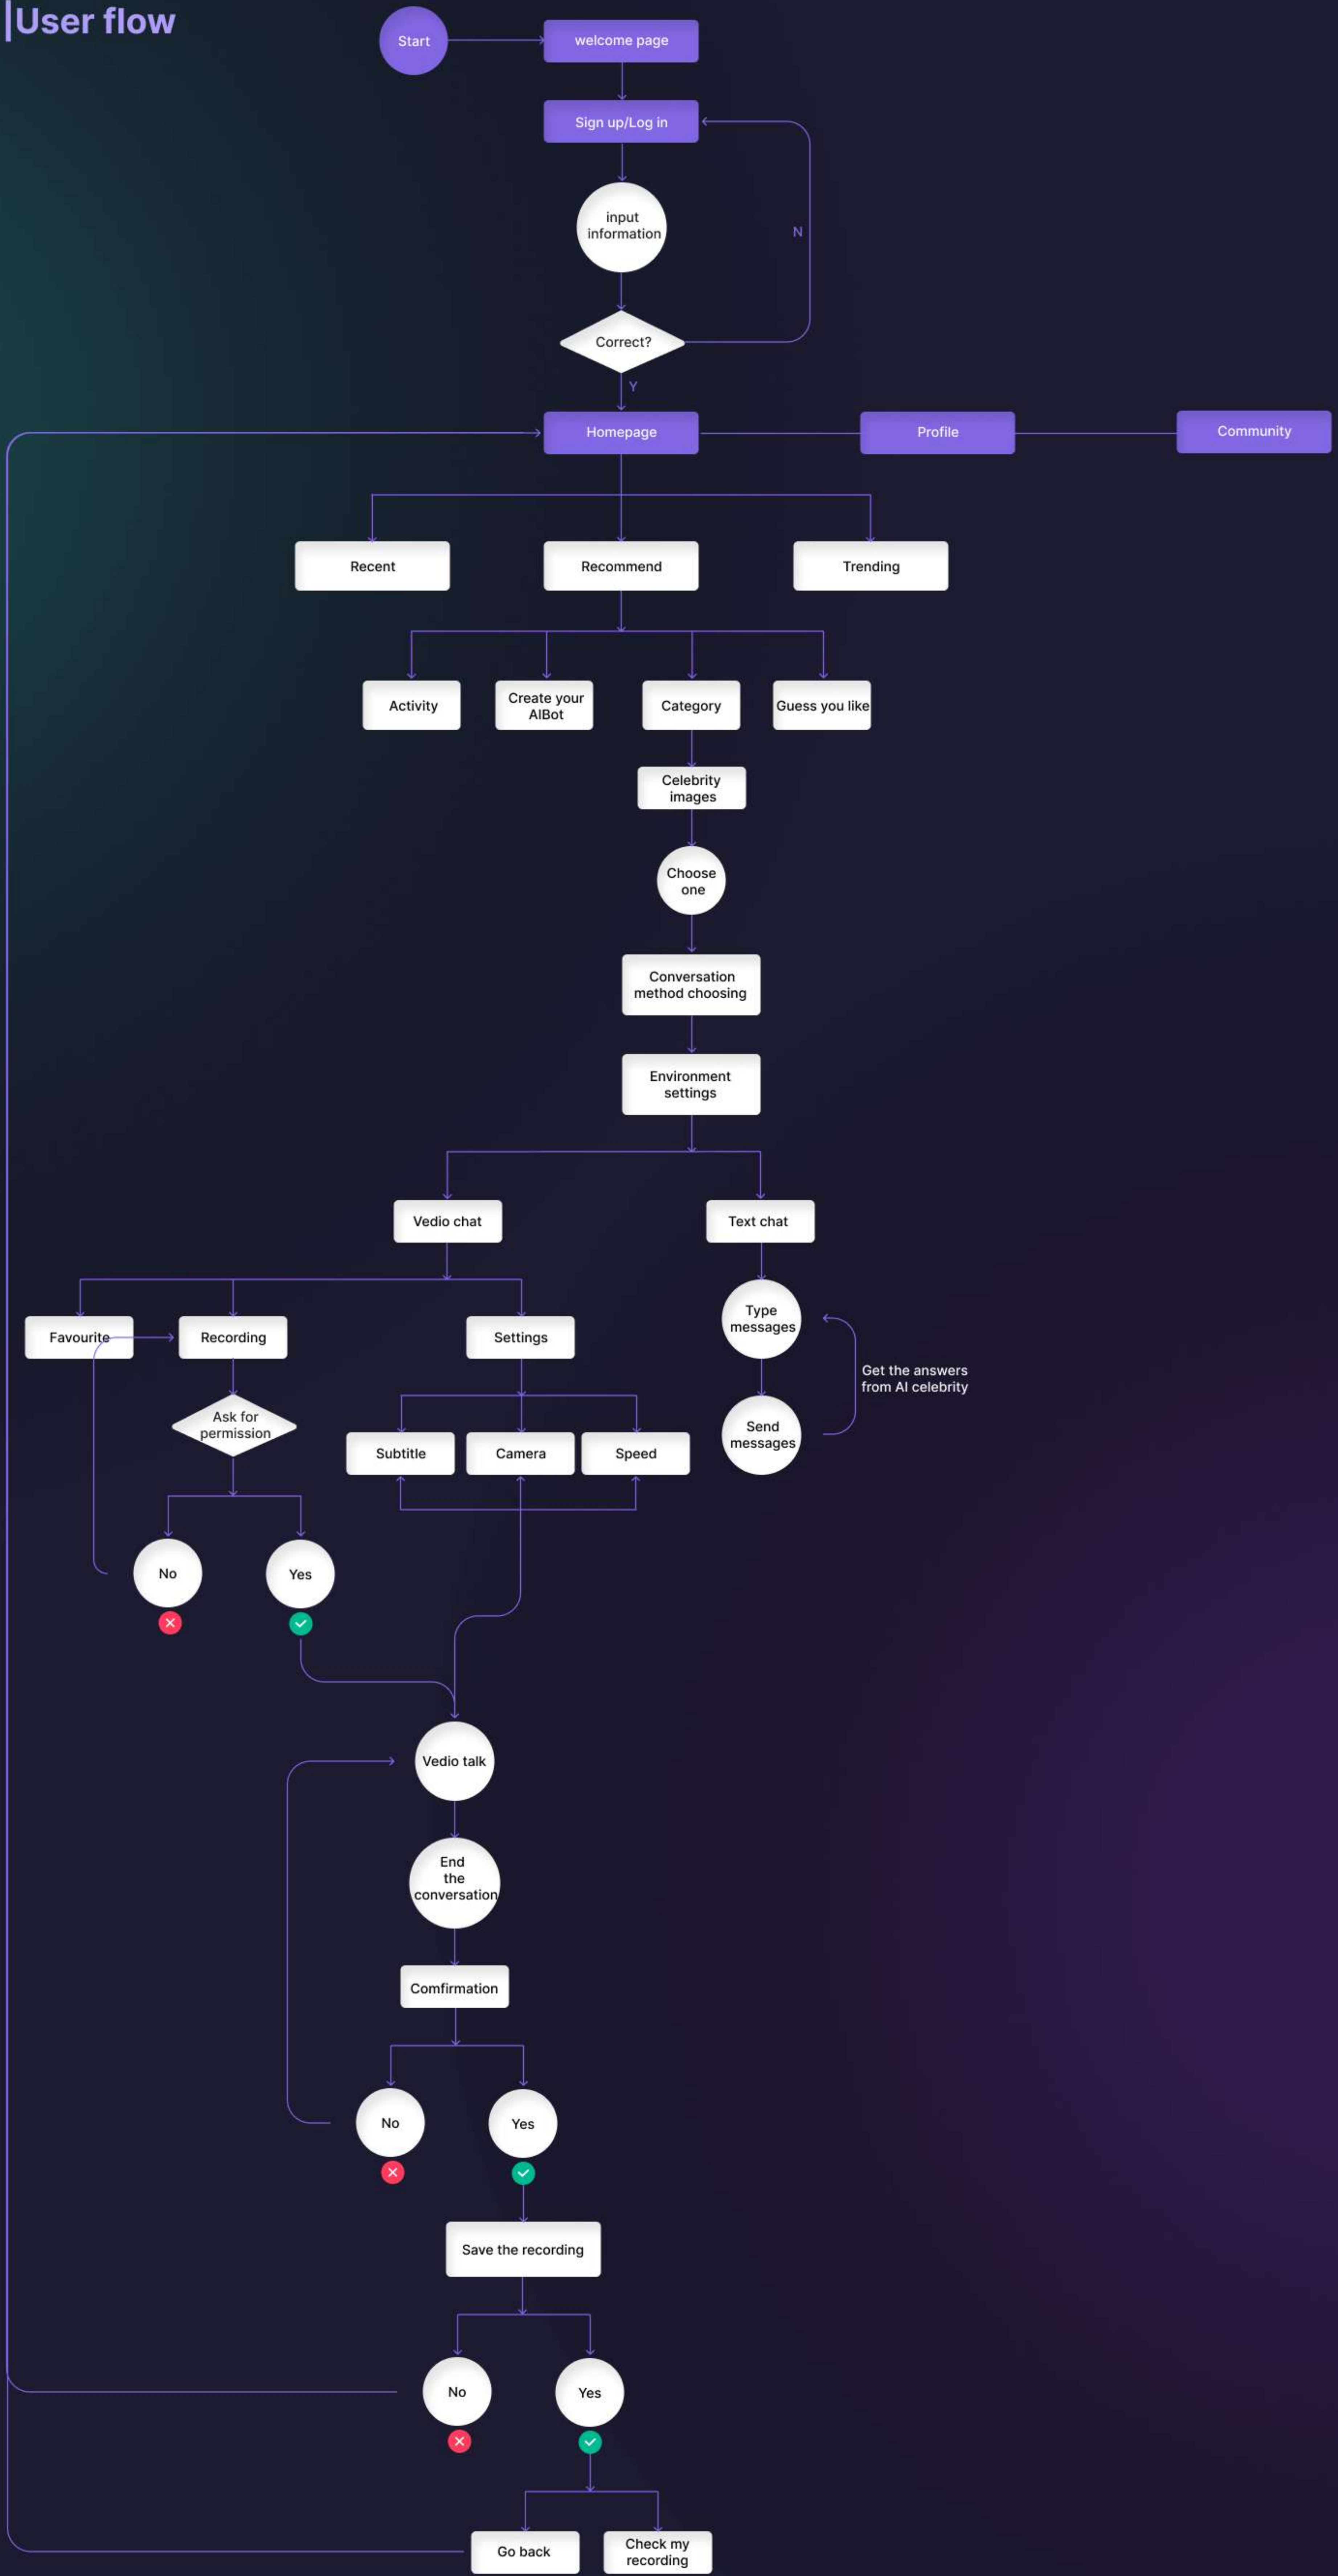 User flow
Start
welcome page
Sign up/Log in
input
information
N
Correct?
Y
Homepage
Profile
Community
Recent
Recommend
Trending
Activity
Create your
AIBot
Category
Guess you like
Celebrity
images
Choose
one
Conversation
method choosing
Environment
settings
Vedio chat
Text chat
Favourite
Recording
Settings
Type
messages
Get the answers
from AI celebrity
Ask for
permission
Subtitle
Camera
Speed
Send
messages
No
Yes
Vedio talk
End
the
conversation
Comfirmation
No
Yes
Save the recording
No
Yes
Go back
Check my
recording